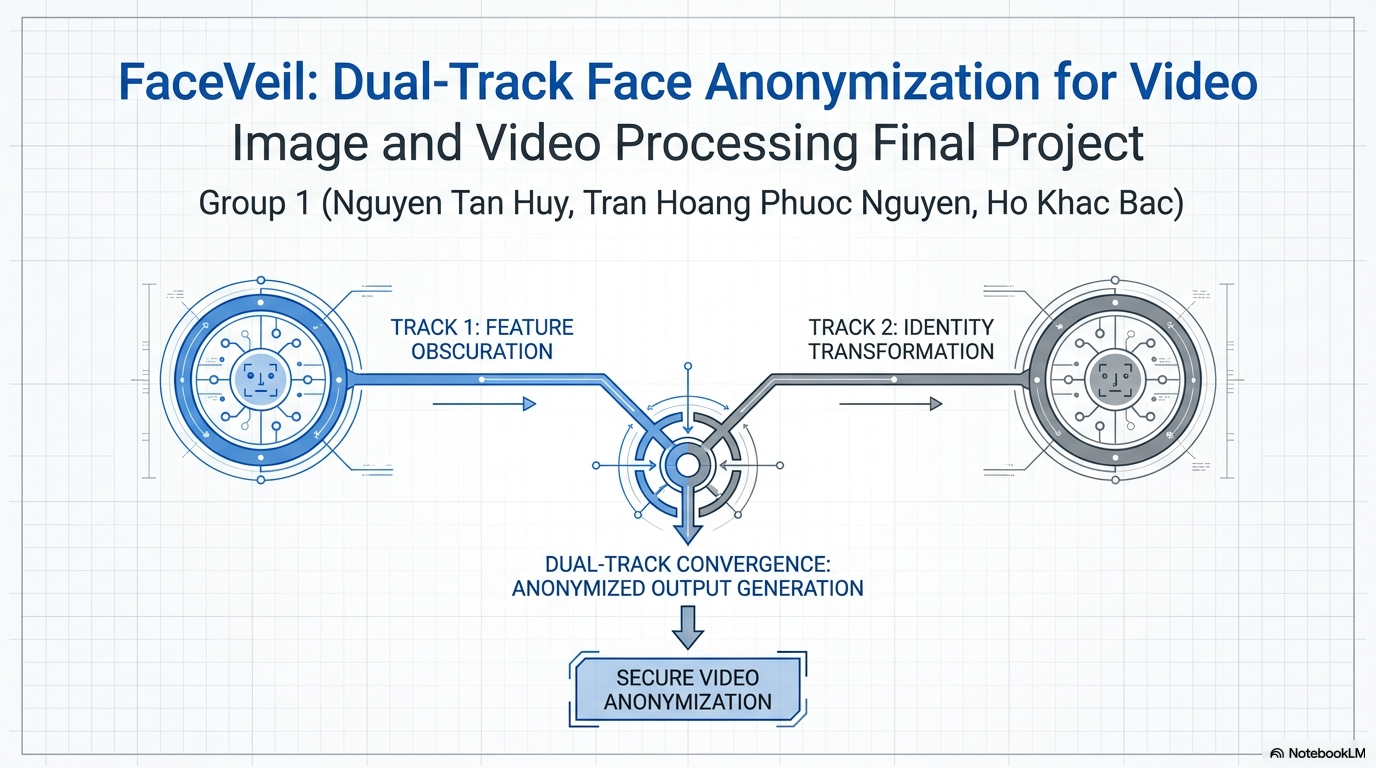 FaceVeil: Dual-Track Face Anonymization for Video
Image and Video Processing Final Project
Group 1 (Nguyen Tan Huy, Tran Hoang Phuoc Nguyen, Ho Khac Bac)
TRACK 1: FEATURE
OBSCURATION
TRACK 2: IDENTITY
TRANSFORMATION
DUAL-TRACK CONVERGENCE:
ANONYMIZED OUTPUT GENERATION
SECURE VIDEO
ANONYMIZATION
NotebookLM